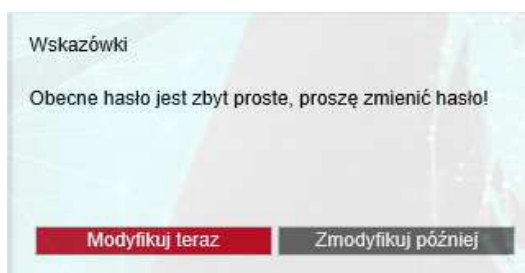 Wskazówki
Obecne hasło jest zbyt proste, proszę zmienić hasło!
Modyfikuj teraz
Zmodyfikuj później